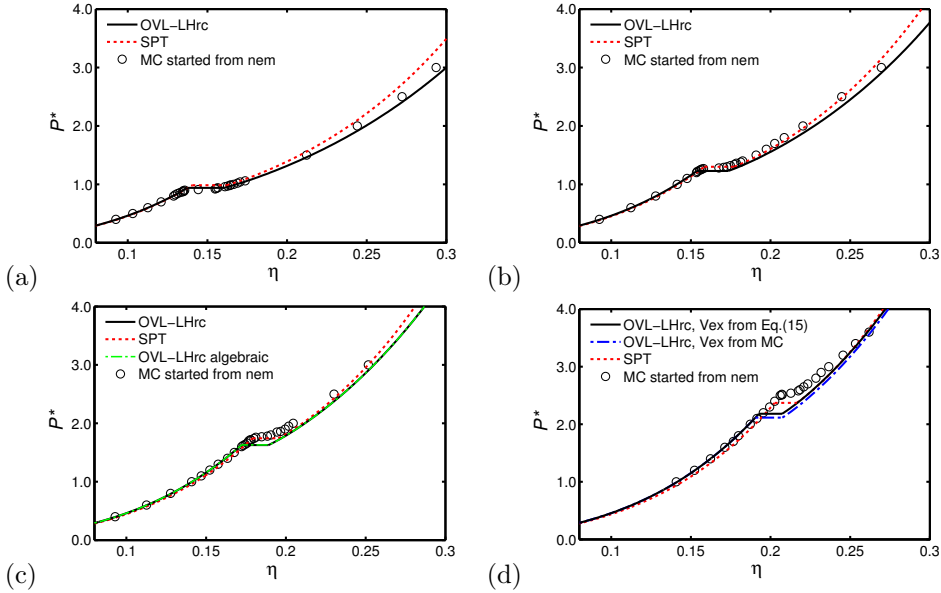 OVL−LHrc
SPT
MC started from nem
4.0
3.0
2.0
1.0
0.0
P*
0.1 0.15 0.2 0.25 0.3
η
(a)
OVL−LHrc
SPT
MC started from nem
4.0
3.0
2.0
1.0
0.0
P*
0.1 0.15 0.2 0.25 0.3
η
(b)
OVL−LHrc
SPT
OVL−LHrc algebraic
MC started from nem
4.0
3.0
2.0
1.0
0.0
P*
0.1 0.15 0.2 0.25 0.3
η
(c)
OVL−LHrc, Vex from Eq.(15)
OVL−LHrc, Vex from MC
SPT
MC started from nem
4.0
3.0
2.0
1.0
0.0
P*
0.1 0.15 0.2 0.25 0.3
η
(d)